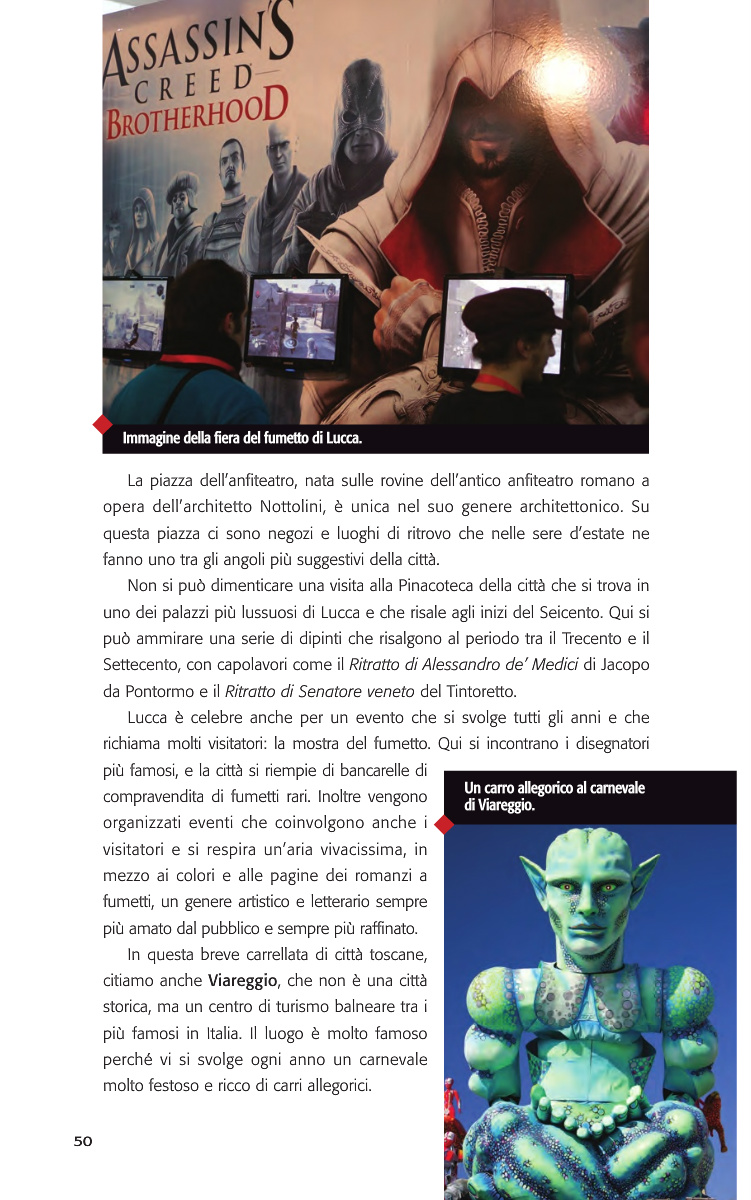 ASSASSIN'S
CREED
BROTHERHOOD
Immagine della fiera del fumetto di Lucca.
La piazza dell'anfiteatro, nata sulle rovine dell'antico anfiteatro romano a
opera dell'architetto Nottolini, è unica nel suo genere architettonico. Su
questa piazza ci sono negozi e luoghi di ritrovo che nelle sere d'estate ne
fanno uno tra gli angoli più suggestivi della città.
Non si può dimenticare una visita alla Pinacoteca della città che si trova in
uno dei palazzi più lussuosi di Lucca e che risale agli inizi del Seicento. Qui si
può ammirare una serie di dipinti che risalgono al periodo tra il Trecento e il
Settecento, con capolavori come il Ritratto di Alessandro de' Medici di Jacopo
da Pontormo e il Ritratto di Senatore veneto del Tintoretto.
Lucca è celebre anche per un evento che si svolge tutti gli anni e che
richiama molti visitatori: la mostra del fumetto. Qui si incontrano i disegnatori
più famosi, e la città si riempie di bancarelle di
compravendita di fumetti rari. Inoltre vengono
organizzati eventi che coinvolgono anche i
visitatori e si respira un'aria vivacissima, in
mezzo ai colori e alle pagine dei romanzi a
fumetti, un genere artistico e letterario sempre
più amato dal pubblico e sempre più raffinato.
In questa breve carrellata di città toscane,
citiamo anche Viareggio, che non è una città
storica, ma un centro di turismo balneare tra i
più famosi in Italia. Il luogo è molto famoso
perché vi si svolge ogni anno un carnevale
molto festoso e ricco di carri allegorici.
Un carro allegorico al carnevale
di Viareggio.
50